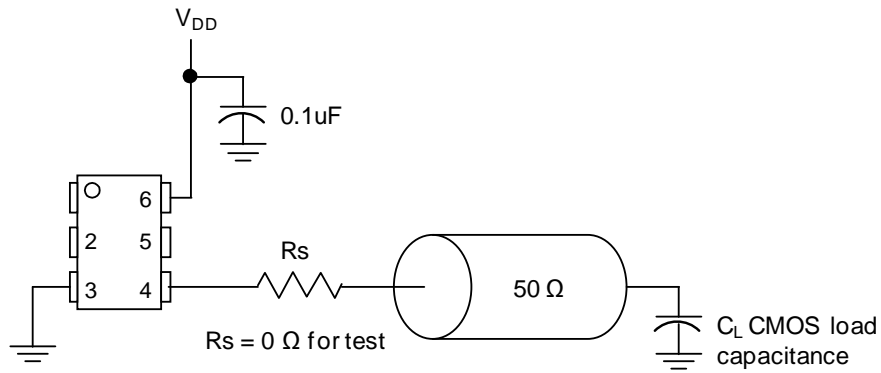 V_DD
0.1uF
6
2 5
3 4
Rs
50 Ω
Rs = 0 Ω for test
C_L CMOS load
capacitance